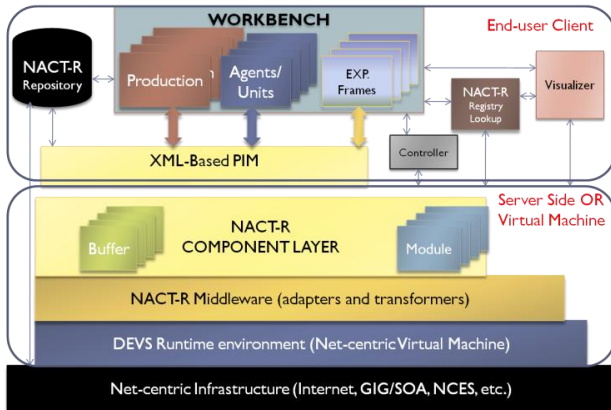 WORKBENCH
End-user Client
NACT-R
Repository
Production
n
Agents/
Units
EXP.
Frames
NACT-R
Registry
Lookup
Visualizer
Controller
XML-Based PIM
Server Side OR
Virtual Machine
NACT-R
COMPONENT LAYER
Buffer
Module
NACT-R Middleware (adapters and transformers)
DEVS Runtime environment (Net-centric Virtual Machine)
Net-centric Infrastructure (Internet, GIG/SOA, NCES, etc.)